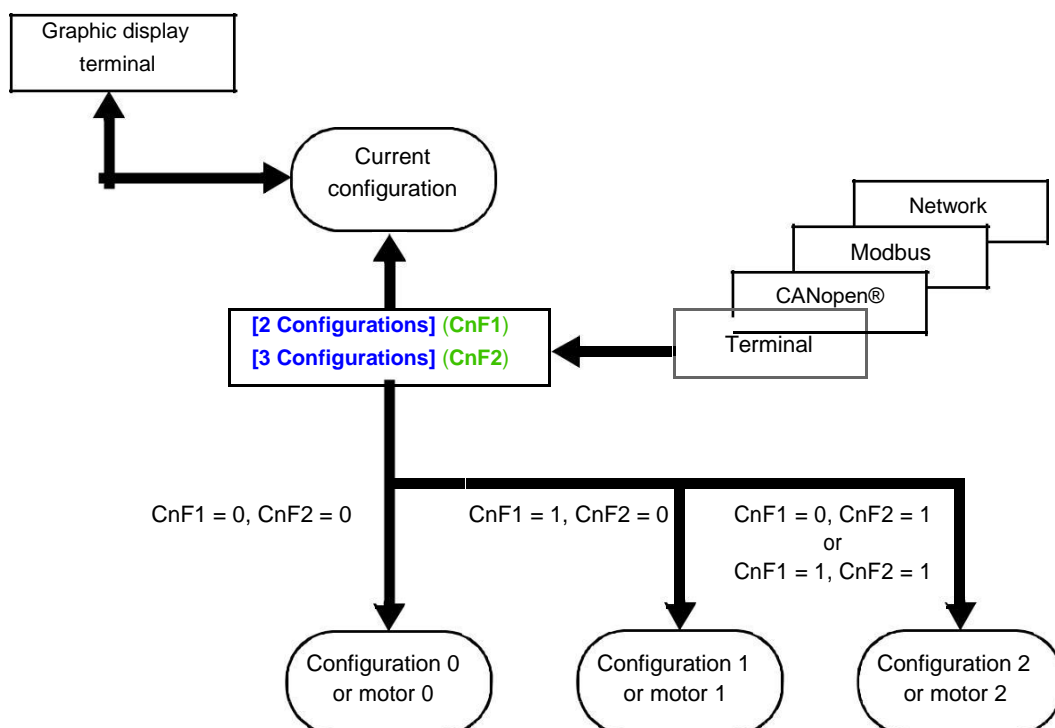 Graphic display
terminal
Current
configuration
Network
Modbus
CANopen®
Terminal
[2 Configurations] (CnF1)
[3 Configurations] (CnF2)
CnF1 = 0, CnF2 = 0
CnF1 = 1, CnF2 = 0
CnF1 = 0, CnF2 = 1
or
CnF1 = 1, CnF2 = 1
Configuration 0
or motor 0
Configuration 1
or motor 1
Configuration 2
or motor 2